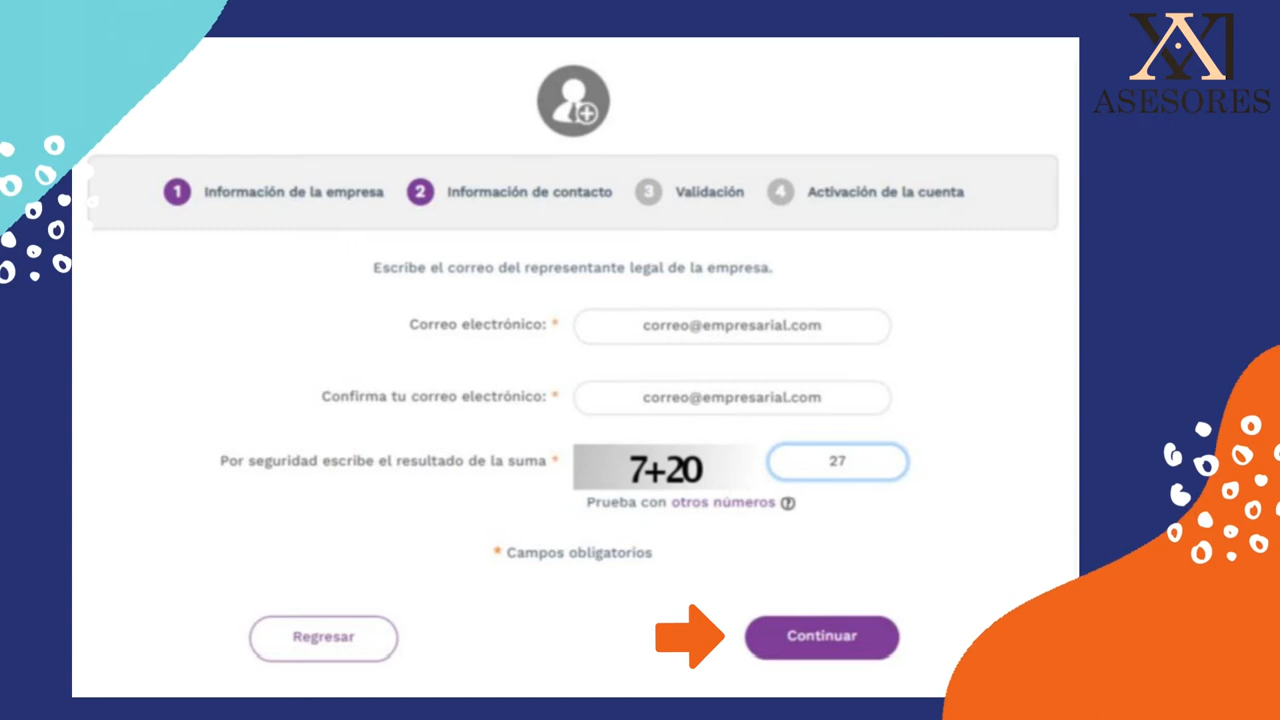 ASESORES
1 Información de la empresa 2 Información de contacto 3 Validación 4 Activación de la cuenta
Escribe el correo del representante legal de la empresa.
Correo electrónico: * correo@empresarial.com
Confirma tu correo electrónico: * correo@empresarial.com
Por seguridad escribe el resultado de la suma * 7+20 27
Prueba con otros números ?
* Campos obligatorios
Regresar Continuar